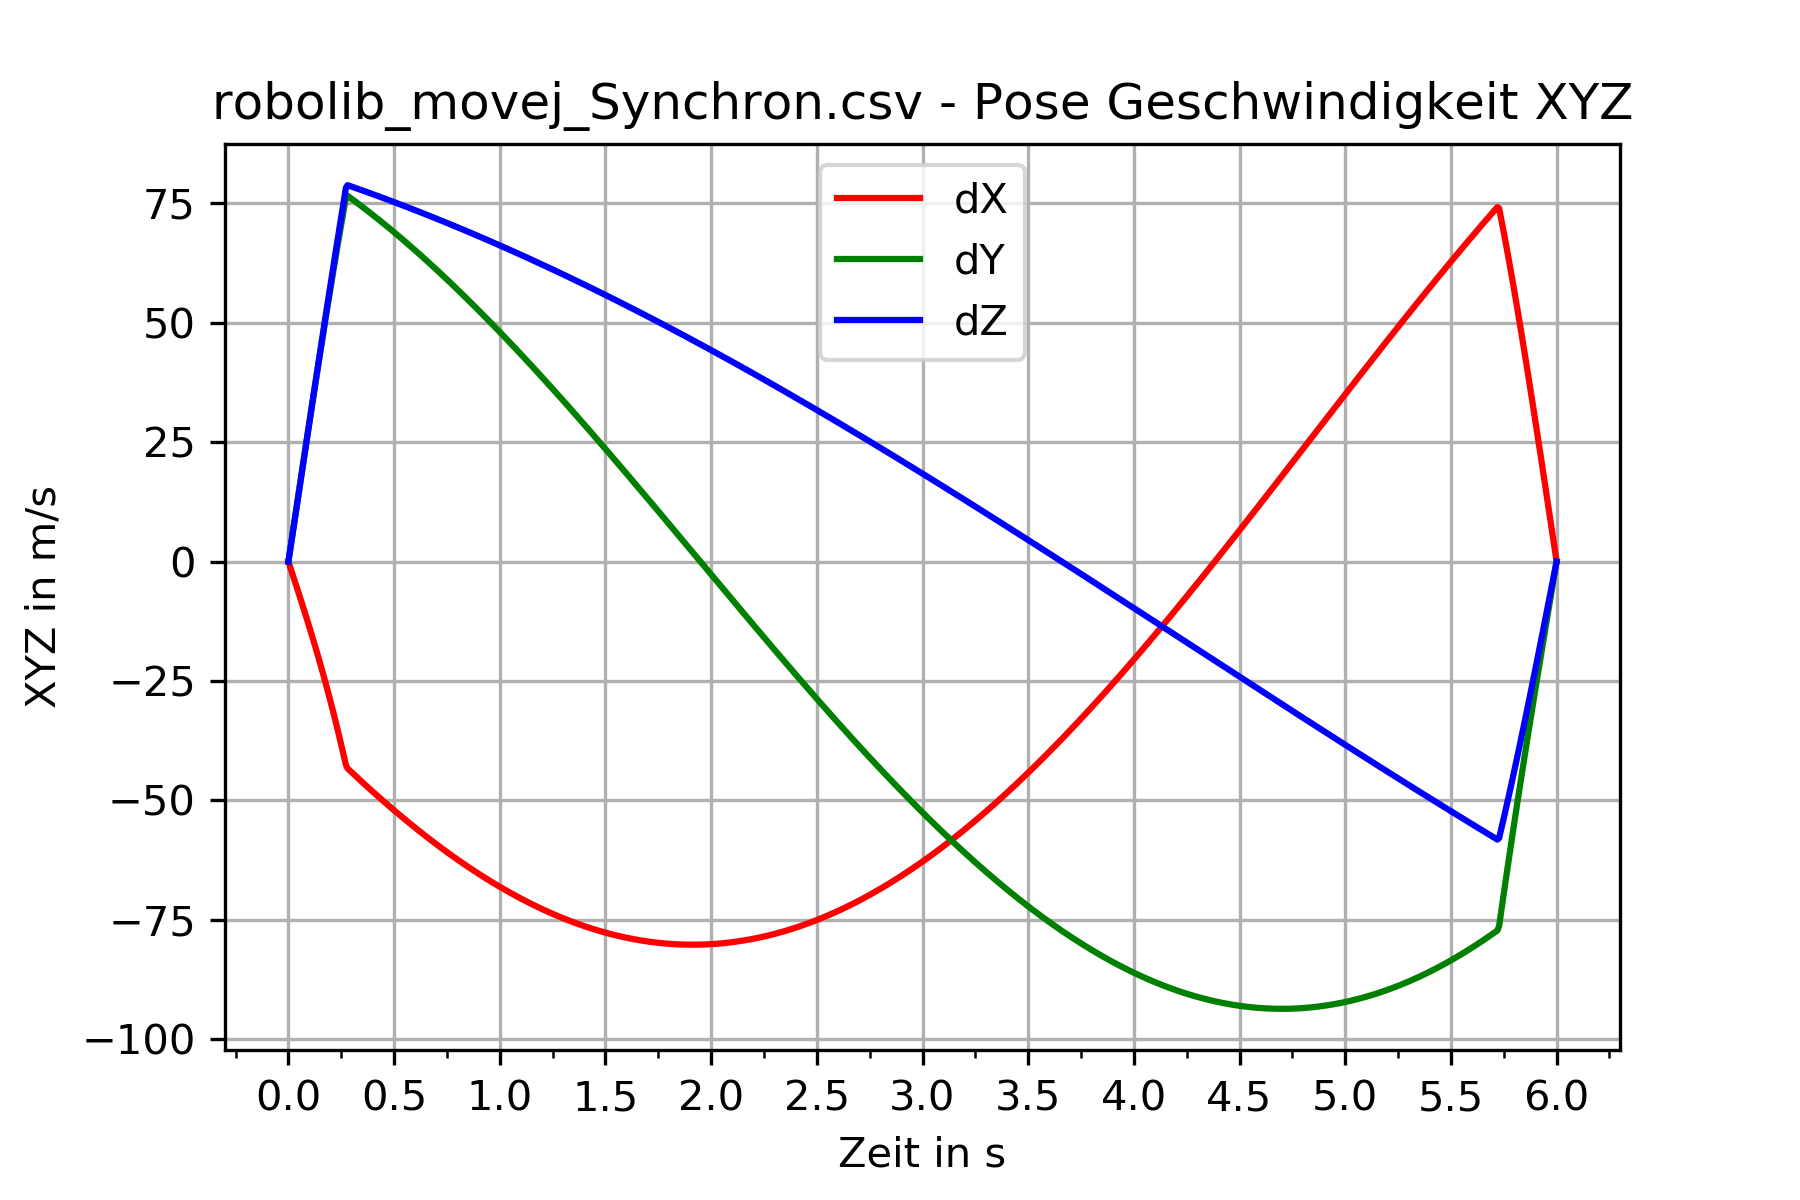 robolib_movej_Synchron.csv - Pose Geschwindigkeit XYZ
dX
dY
dZ
XYZ in m/s
75
50
25
0
−25
−50
−75
−100
0.0 0.5 1.0 1.5 2.0 2.5 3.0 3.5 4.0 4.5 5.0 5.5 6.0
Zeit in s